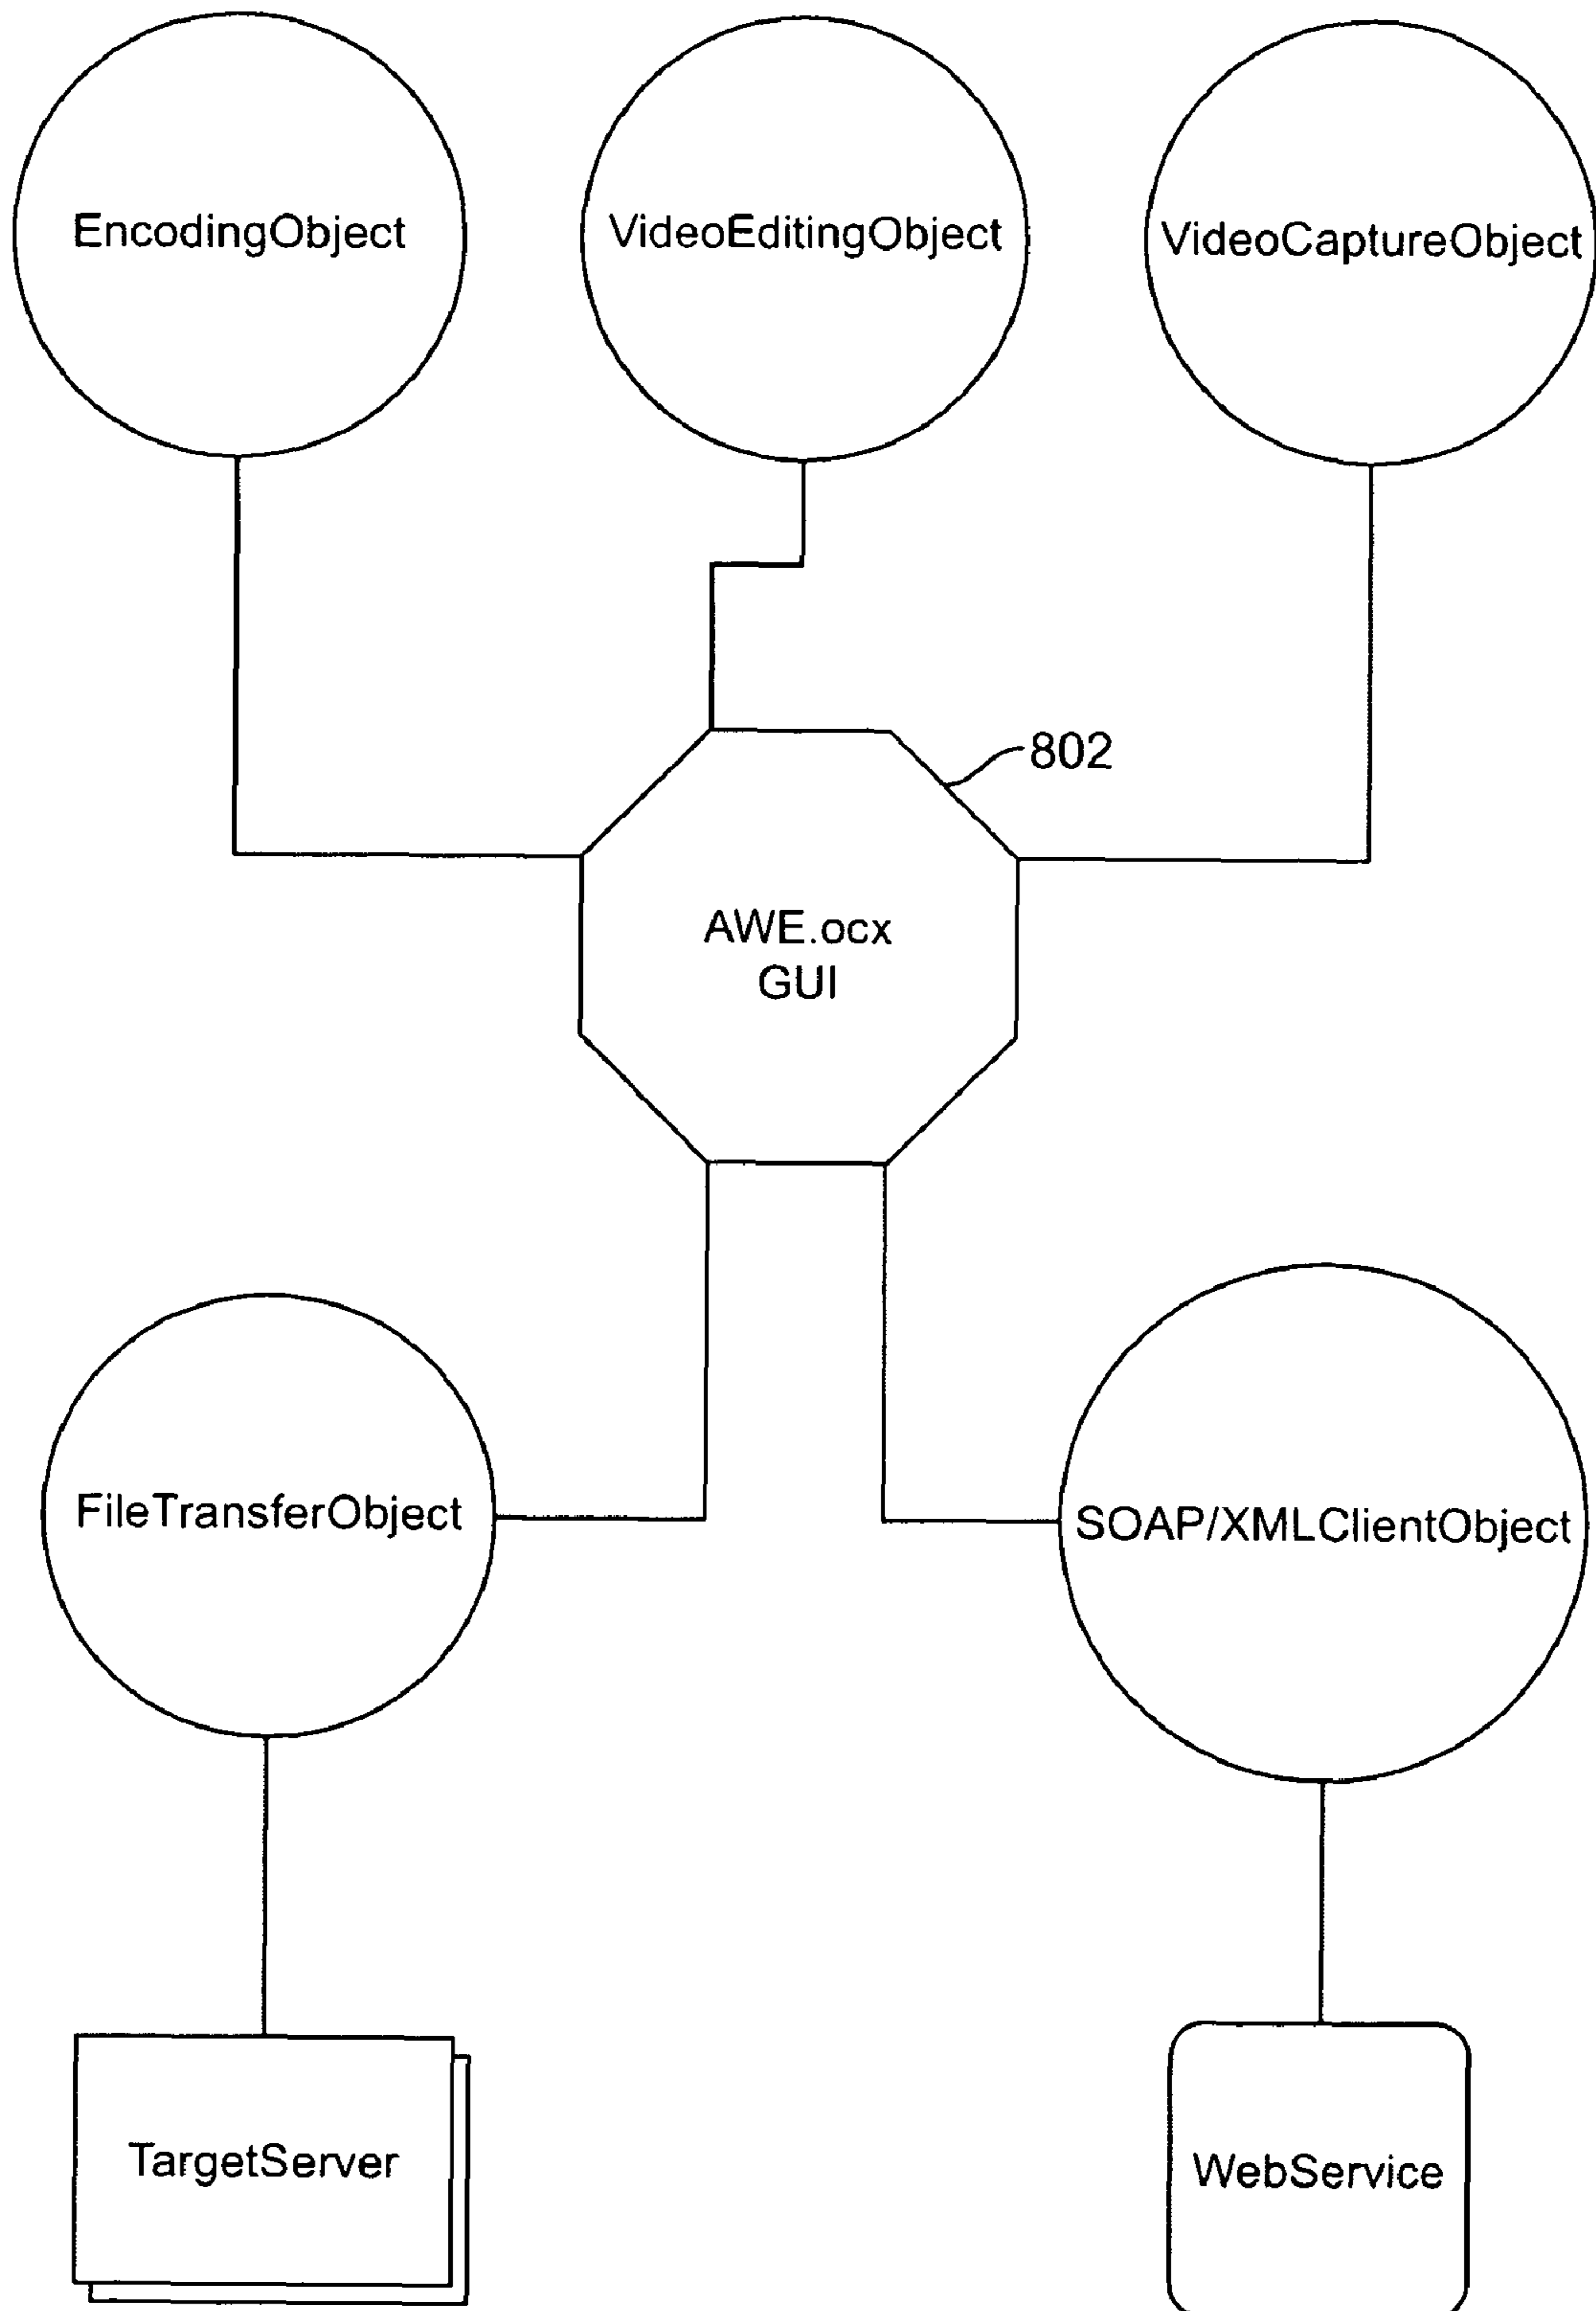 EncodingObject
VideoEditingObject
VideoCaptureObject
802
AWE.ocx
GUI
FileTransferObject
SOAP/XMLClientObject
TargetServer
WebService